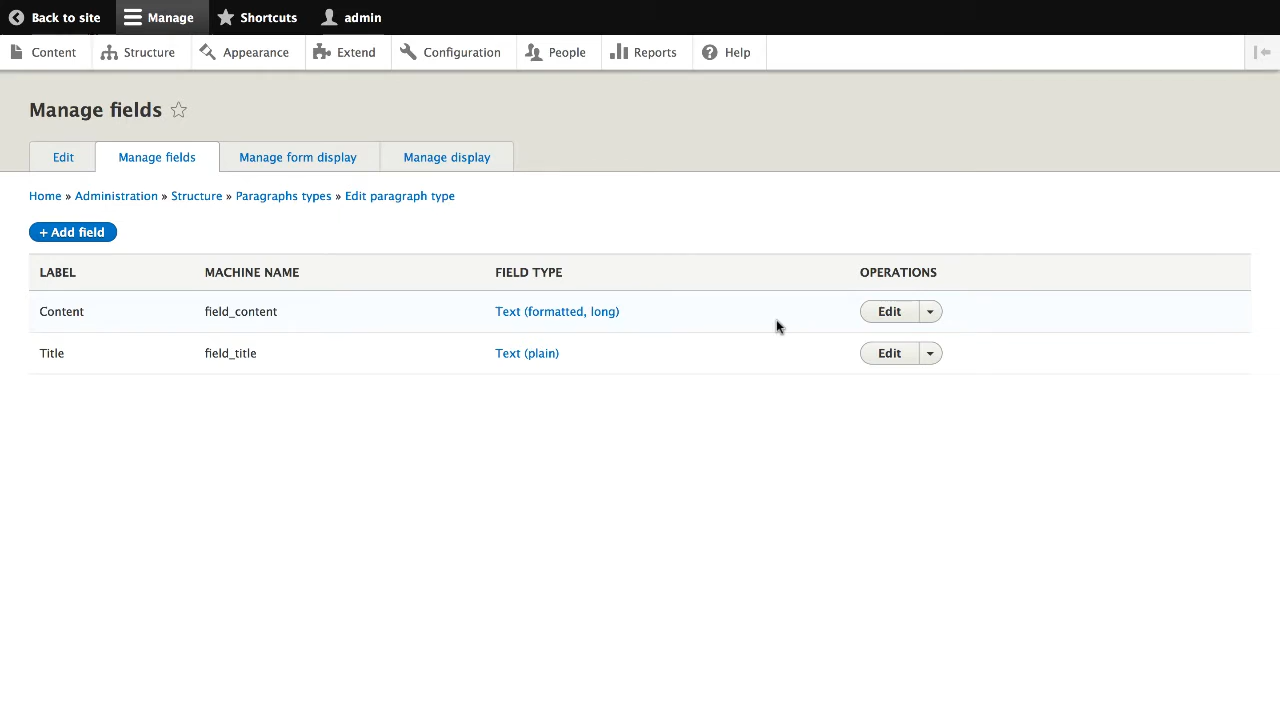 Back to site Manage Shortcuts admin
Content Structure Appearance Extend Configuration People Reports Help
Manage fields
Edit Manage fields Manage form display Manage display
Home » Administration » Structure » Paragraphs types » Edit paragraph type
+ Add field
LABEL MACHINE NAME FIELD TYPE OPERATIONS
Content field_content Text (formatted, long) Edit
Title field_title Text (plain) Edit